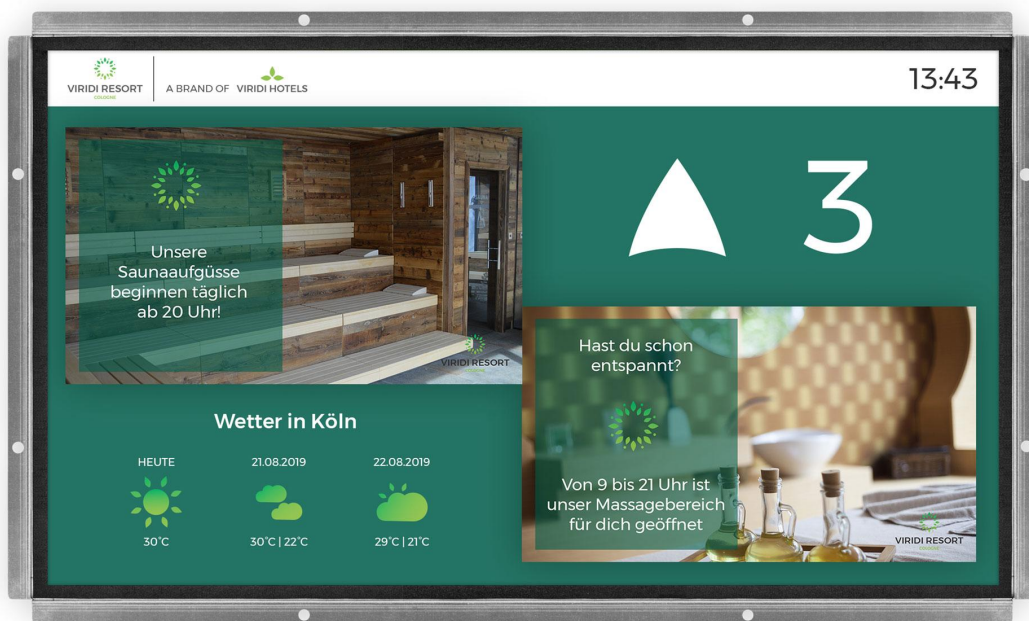 VIRIDI RESORT
COLOGNE
A BRAND OF VIRIDI HOTELS
13:43
Unsere
Saunaaufgüsse
beginnen täglich
ab 20 Uhr!
VIRIDI RESORT
3
Hast du schon
entspannt?
Von 9 bis 21 Uhr ist
unser Massagebereich
für dich geöffnet
VIRIDI RESORT
COLOGNE
Wetter in Köln
HEUTE
30°C
21.08.2019
30°C | 22°C
22.08.2019
29°C | 21°C